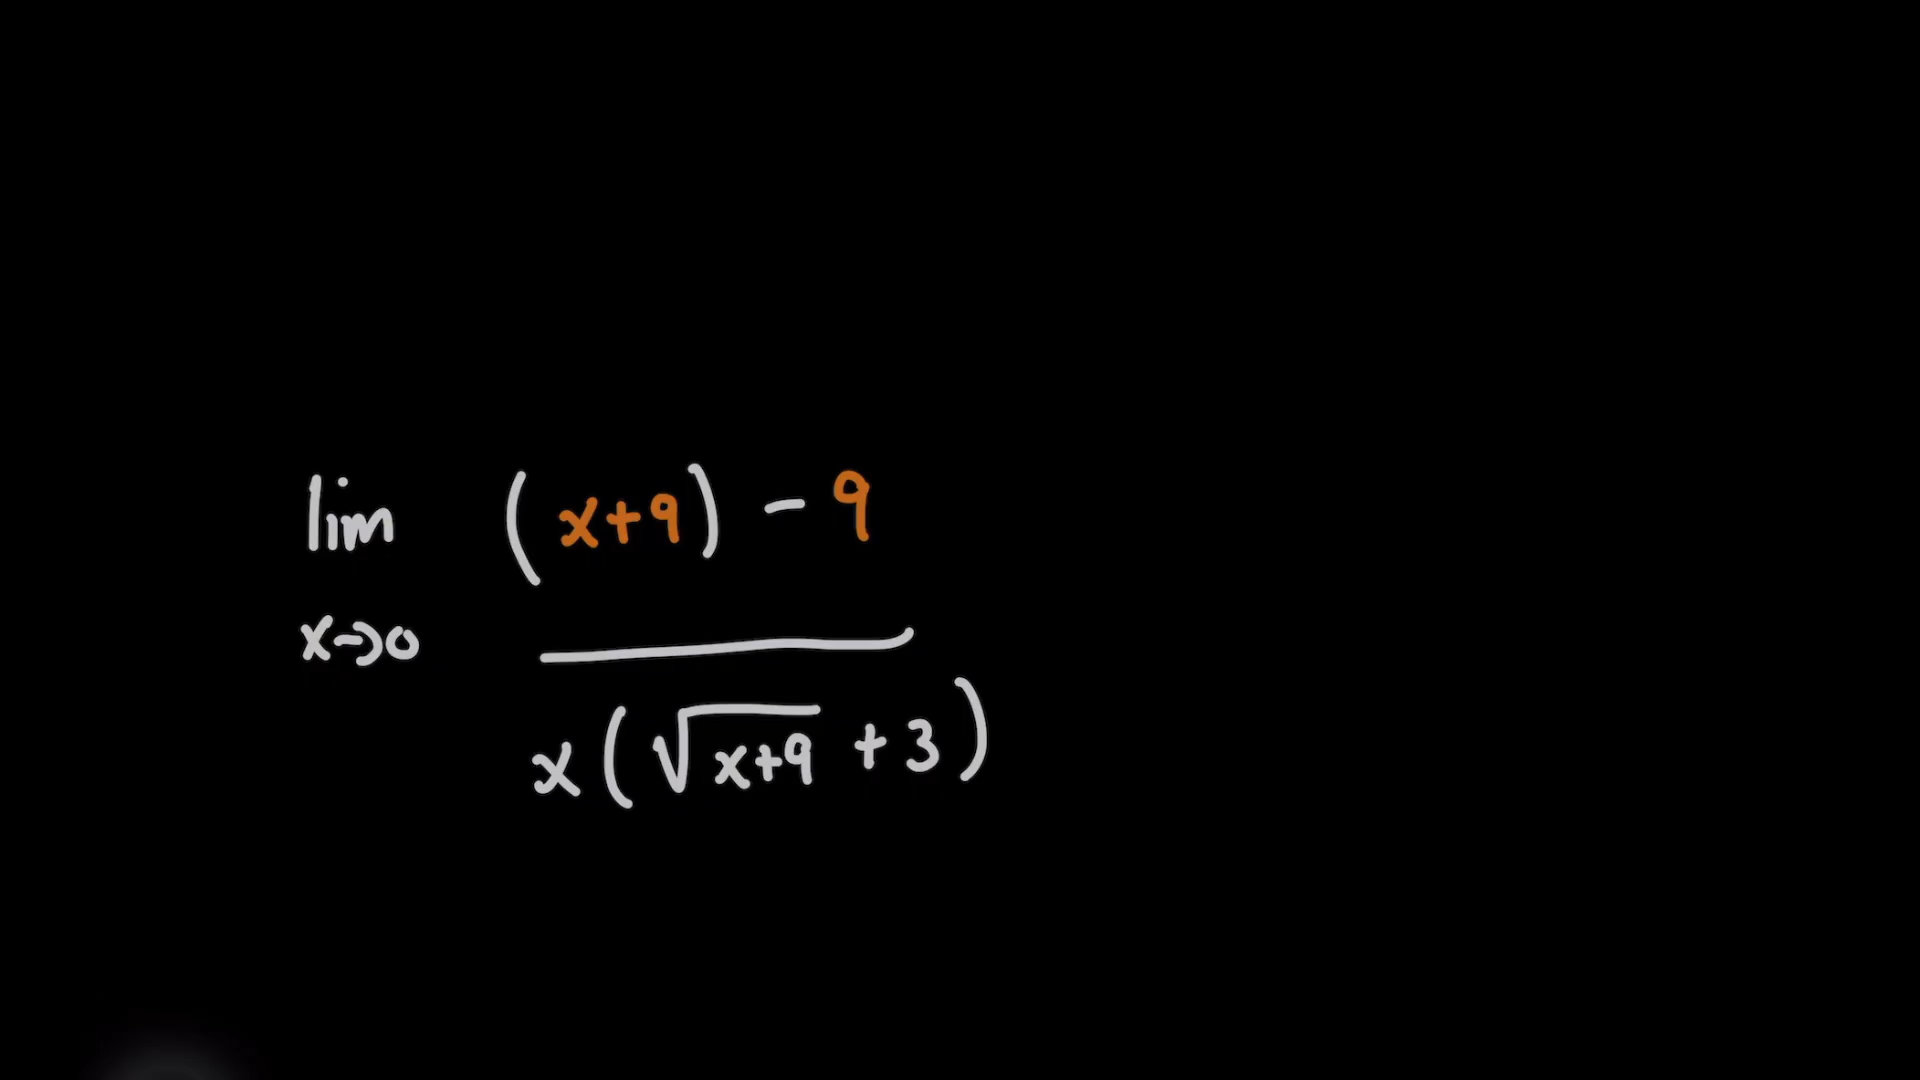 lim (x+9) - 9
x→0
x(√x+9 + 3)